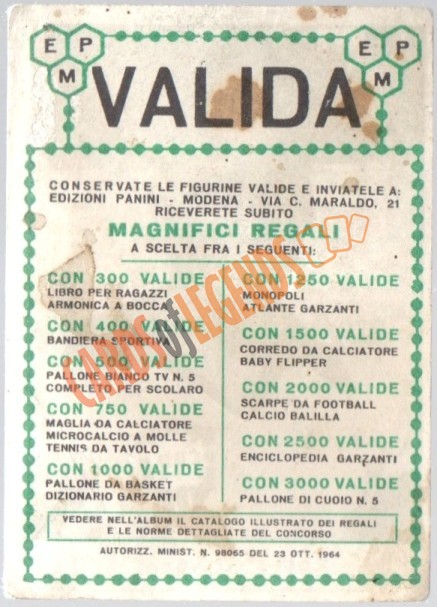 E P M
E P M
VALIDA
CONSERVATE LE FIGURINE VALIDE E INVIATELE A:
EDIZIONI PANINI - MODENA - VIA C. MARALDO, 21
RICEVERETE SUBITO
MAGNIFICI REGALI
A SCELTA FRA I SEGUENTI:
CON 300 VALIDE
LIBRO PER RAGAZZI
ARMONICA A BOCCA
CON 400 VALIDE
BANDIERA SPORTIVA
CON 500 VALIDE
PALLONE BIANCO TV N. 5
COMPLETO PER SCOLARO
CON 750 VALIDE
MAGLIA DA CALCIATORE
MICROCALCIO A MOLLE
TENNIS DA TAVOLO
CON 1000 VALIDE
PALLONE DA BASKET
DIZIONARIO GARZANTI
CON 1250 VALIDE
MONOPOLI
ATLANTE GARZANTI
CON 1500 VALIDE
CORREDO DA CALCIATORE
BABY FLIPPER
CON 2000 VALIDE
SCARPE DA FOOTBALL
CALCIO BALILLA
CON 2500 VALIDE
ENCICLOPEDIA GARZANTI
CON 3000 VALIDE
PALLONE DI CUOIO N. 5
VEDERE NELL'ALBUM IL CATALOGO ILLUSTRATO DEI REGALI
E LE NORME DETTAGLIATE DEL CONCORSO
AUTORIZZ. MINIST. N. 98065 DEL 23 OTT. 1964
CARDS of LEGENDS.COM